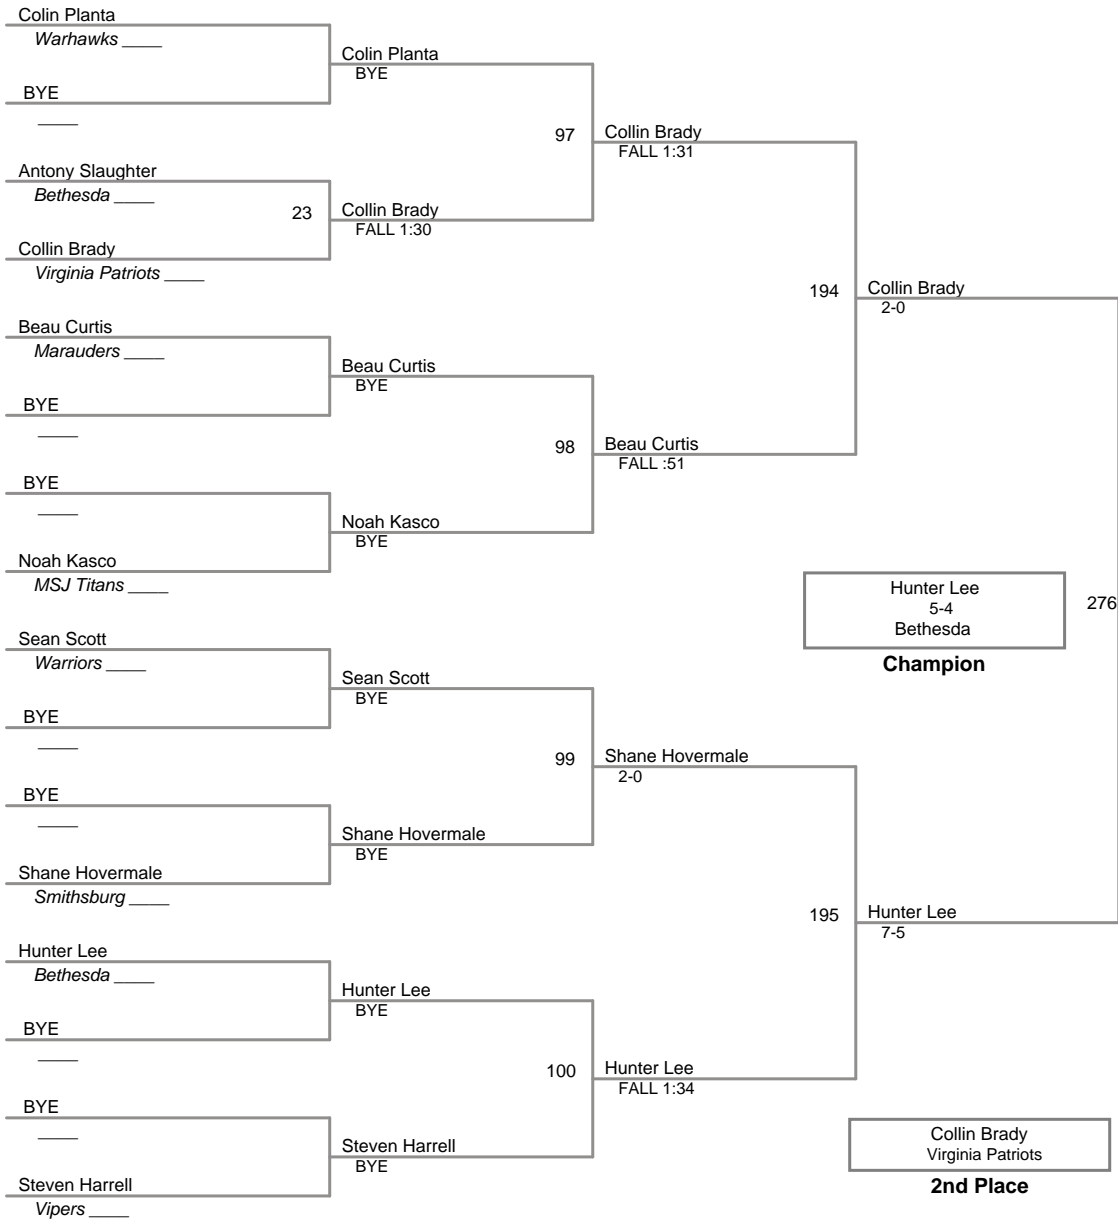 Colin Planta
Warhawks ____
BYE
____
Antony Slaughter
Bethesda ____
Collin Brady
Virginia Patriots ____
Beau Curtis
Marauders ____
BYE
____
BYE
____
Noah Kasco
MSJ Titans ____
Sean Scott
Warriors ____
BYE
____
BYE
____
Shane Hovermale
Smithsburg ____
Hunter Lee
Bethesda ____
BYE
____
BYE
____
Steven Harrell
Vipers ____
Colin Planta
BYE
23
Collin Brady
FALL 1:30
Beau Curtis
BYE
Noah Kasco
BYE
Sean Scott
BYE
Shane Hovermale
BYE
Hunter Lee
BYE
Steven Harrell
BYE
97
Collin Brady
FALL 1:31
98
Beau Curtis
FALL :51
99
Shane Hovermale
2-0
100
Hunter Lee
FALL 1:34
194
Collin Brady
2-0
195
Hunter Lee
7-5
276
Hunter Lee
5-4
Bethesda
Champion
Collin Brady
Virginia Patriots
2nd Place